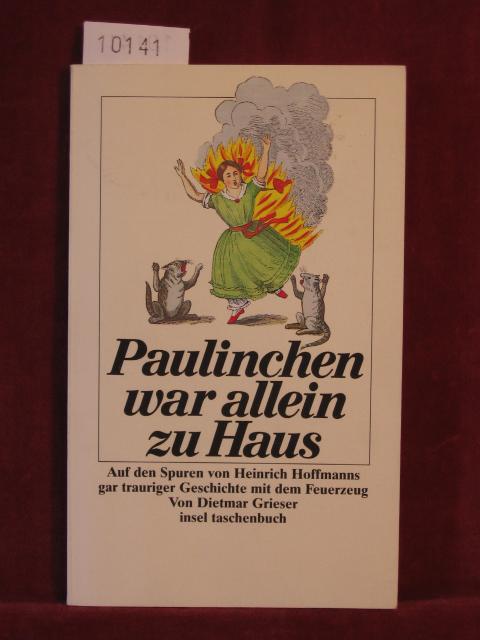 10141
Paulinchen
war allein
zu Haus
Auf den Spuren von Heinrich Hoffmanns
gar trauriger Geschichte mit dem Feuerzeug
Von Dietmar Grieser
insel taschenbuch